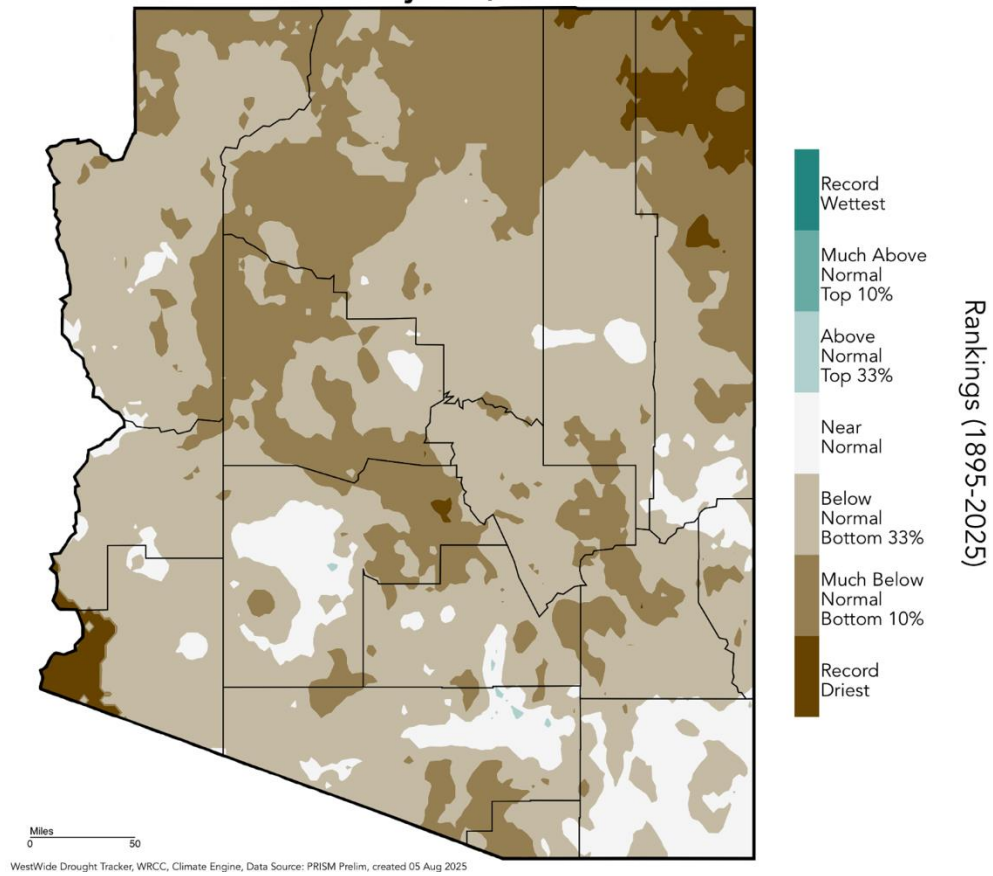 Record
Wettest
Much Above
Normal
Top 10%
Above
Normal
Top 33%
Near
Normal
Below
Normal
Bottom 33%
Much Below
Normal
Bottom 10%
Record
Driest
Rankings (1895-2025)
Miles
0 50
WestWide Drought Tracker, WRCC, Climate Engine, Data Source: PRISM Prelim, created 05 Aug 2025